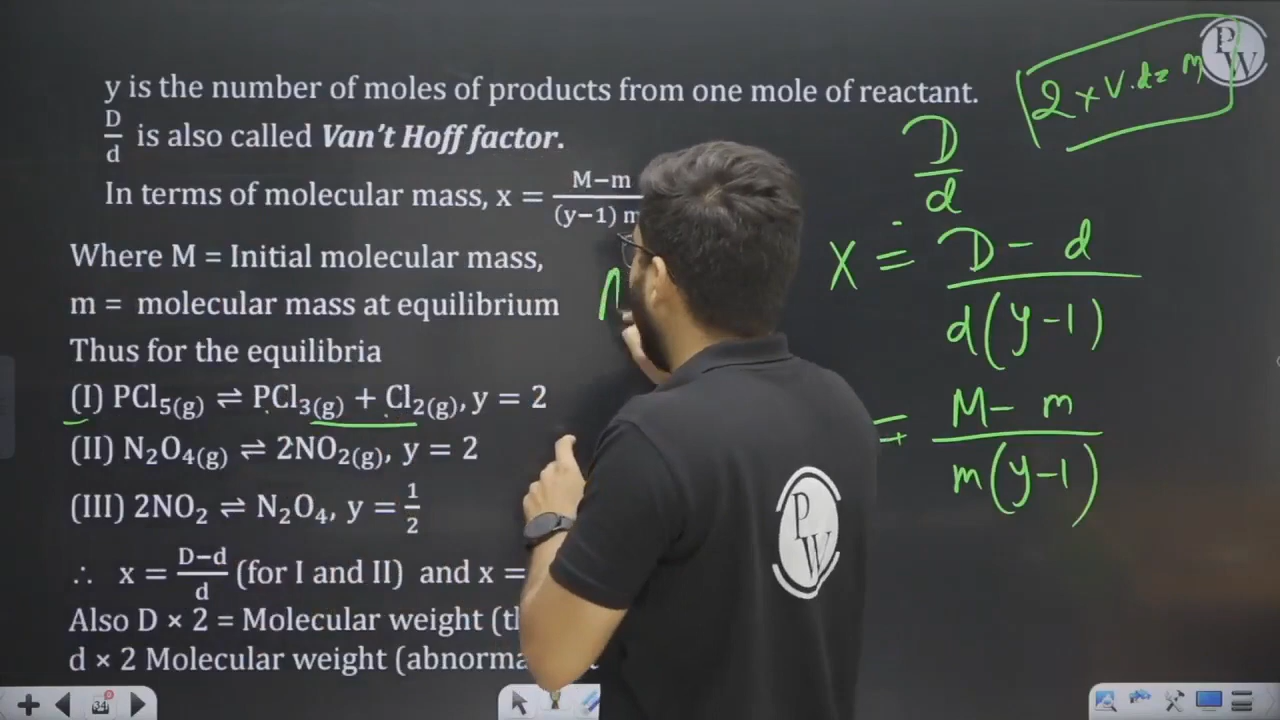 y is the number of moles of products from one mole of reactant.
D/d is also called Van't Hoff factor.
In terms of molecular mass, x = M−m/(y−1) m
Where M = Initial molecular mass,
m = molecular mass at equilibrium
Thus for the equilibria
(I) PCl₅(g) ⇌ PCl₃(g) + Cl₂(g), y = 2
(II) N₂O₄(g) ⇌ 2NO₂(g), y = 2
(III) 2NO₂ ⇌ N₂O₄, y = 1/2
∴ x = D−d/d (for I and II) and x =
Also D × 2 = Molecular weight
d × 2 Molecular weight
2 × V.d = M
D/d
x = D - d/d(y-1)
= M - m/m(y-1)
PW
PW